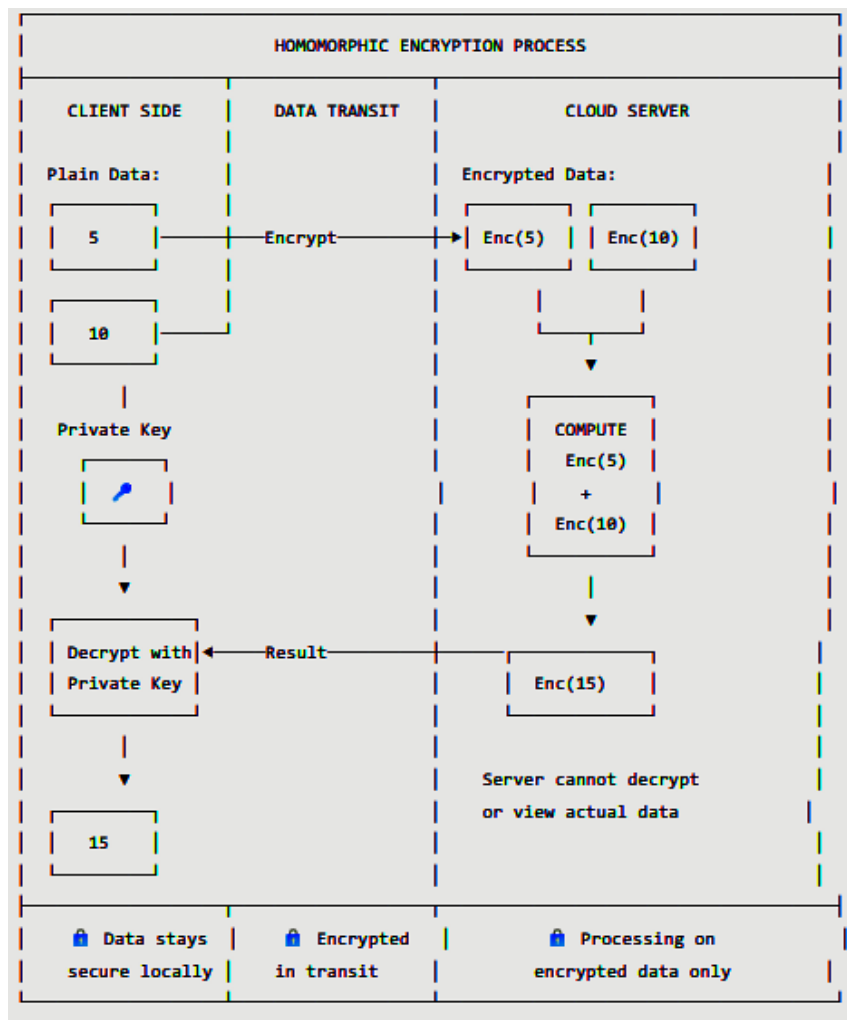 HOMOMORPHIC ENCRYPTION PROCESS
CLIENT SIDE
DATA TRANSIT
CLOUD SERVER
Plain Data:
Encrypted Data:
5
Encrypt
Enc(5)
Enc(10)
10
Private Key
COMPUTE
Enc(5)
+
Enc(10)
Decrypt with
Private Key
Result
Enc(15)
Server cannot decrypt
or view actual data
15
Data stays
secure locally
Encrypted
in transit
Processing on
encrypted data only